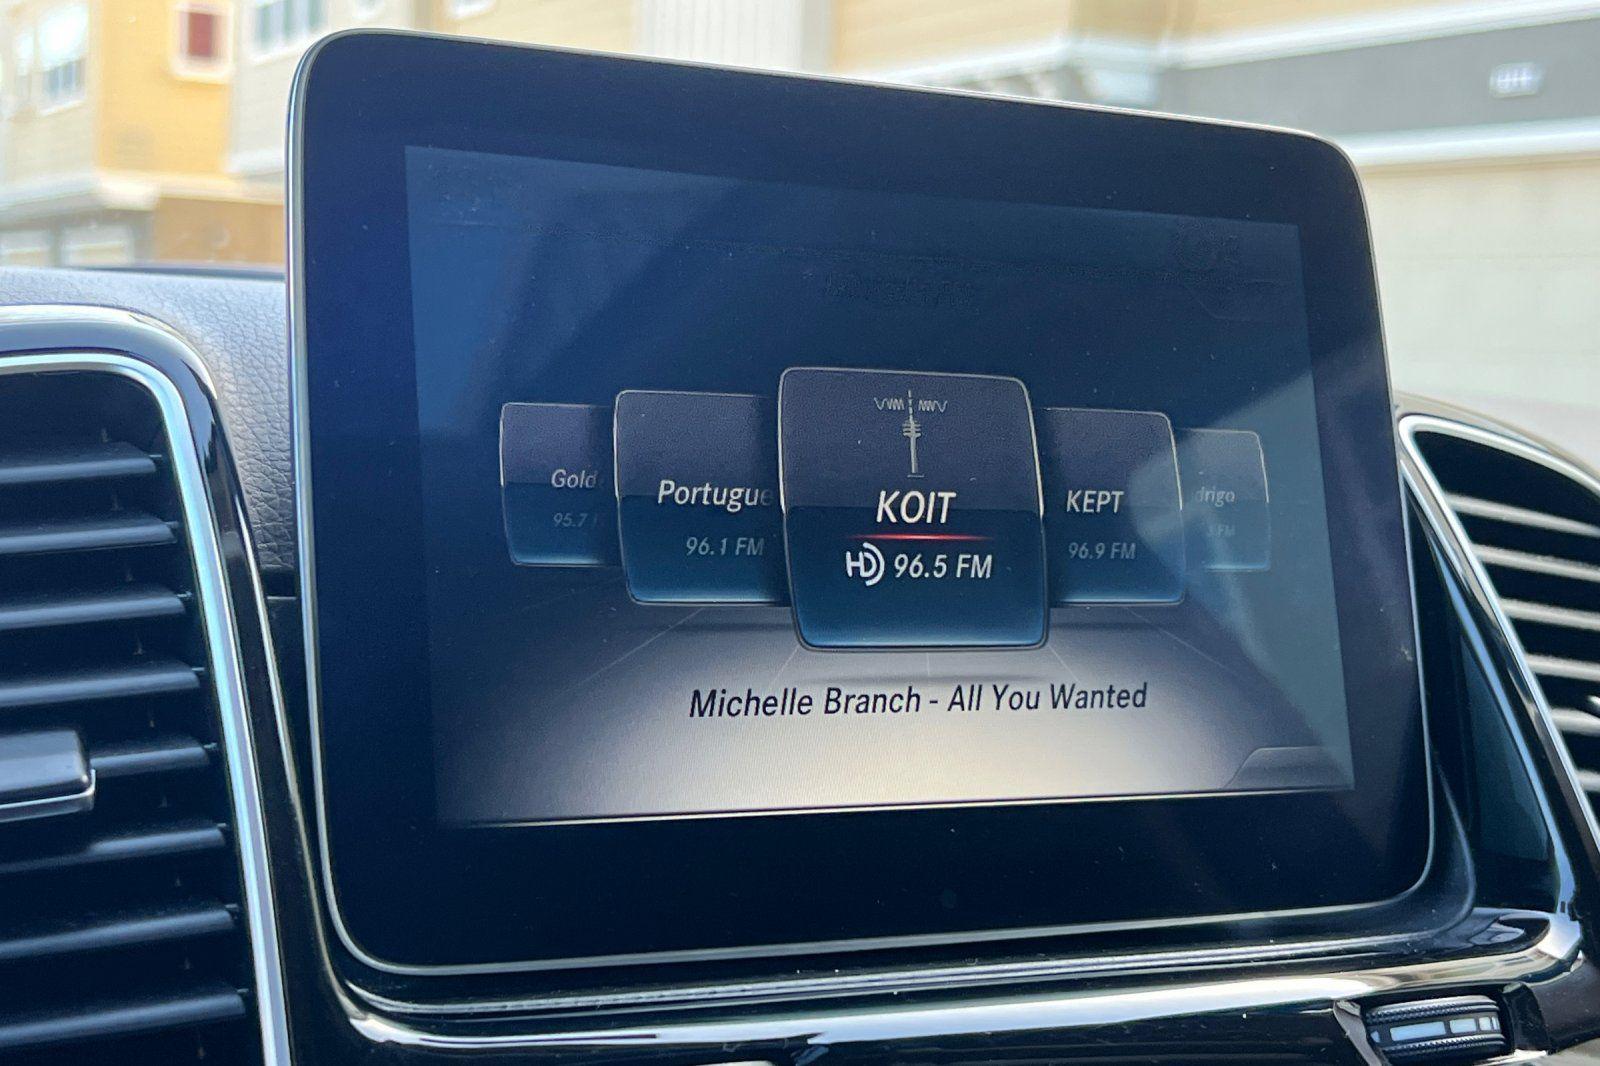 Gold
95.7
Portugue
96.1 FM
KOIT
HD 96.5 FM
KEPT
96.9 FM
drigo
FM
Michelle Branch - All You Wanted